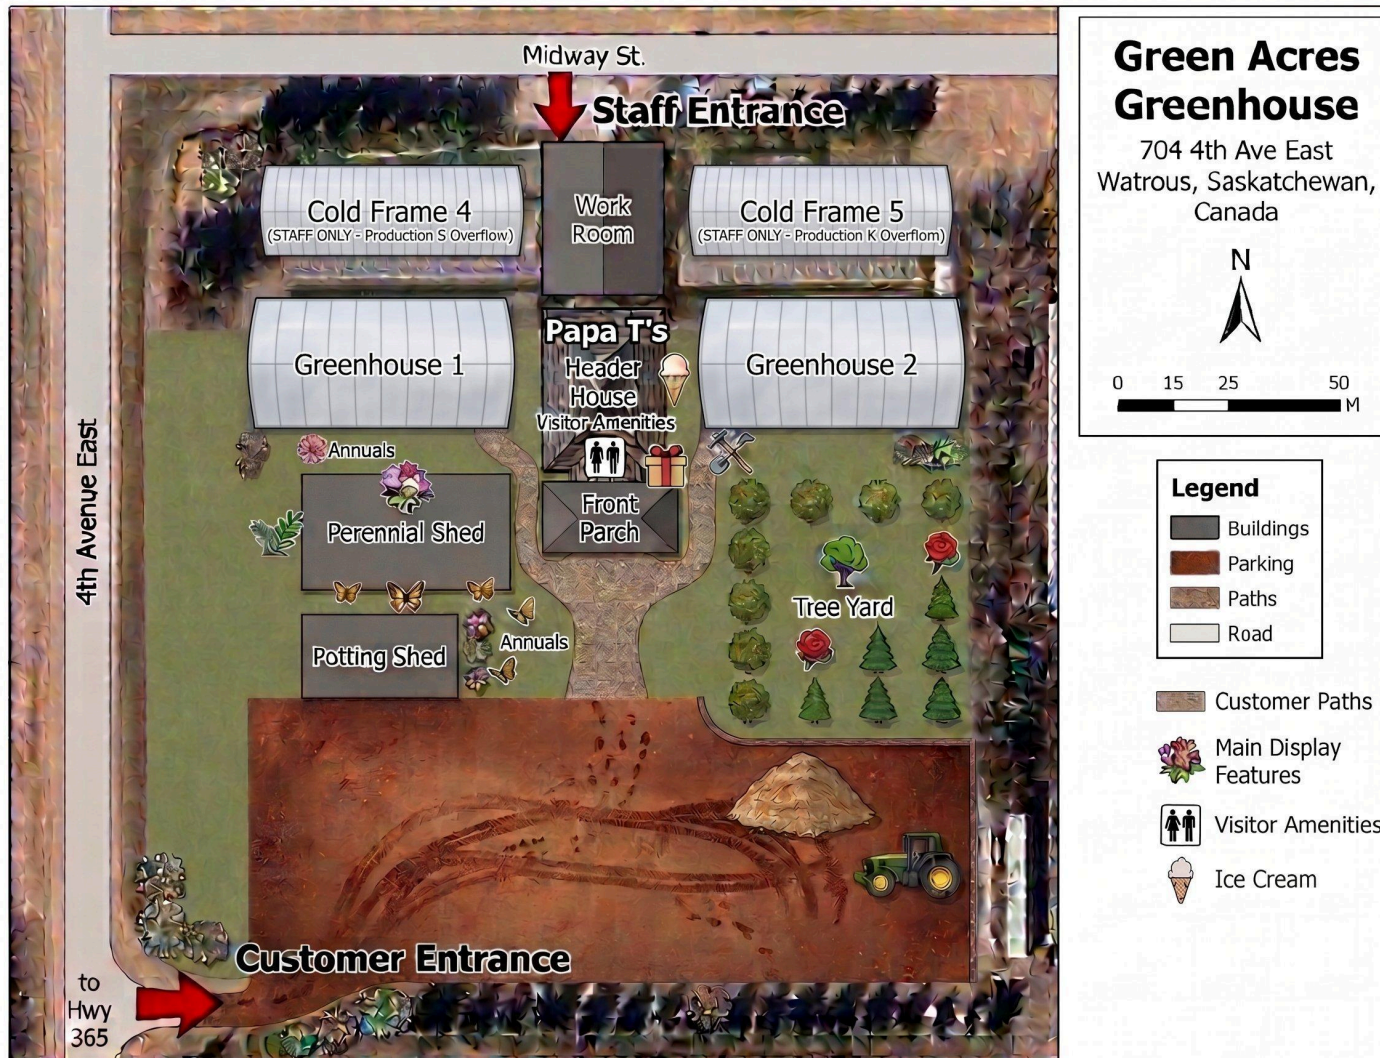 Midway St.
Staff Entrance
Cold Frame 4
(STAFF ONLY - Production S Overflow)
Work
Room
Cold Frame 5
(STAFF ONLY - Production K Overflom)
Greenhouse 1
Papa T's
Header
House
Visitor Amenities
Greenhouse 2
Annuals
Perennial Shed
Front
Parch
Tree Yard
Potting Shed
Annuals
4th Avenue East
Customer Entrance
to
Hwy
365
Green Acres
Greenhouse
704 4th Ave East
Watrous, Saskatchewan,
Canada
N
0 15 25 50
M
Legend
Buildings
Parking
Paths
Road
Customer Paths
Main Display
Features
Visitor Amenities
Ice Cream